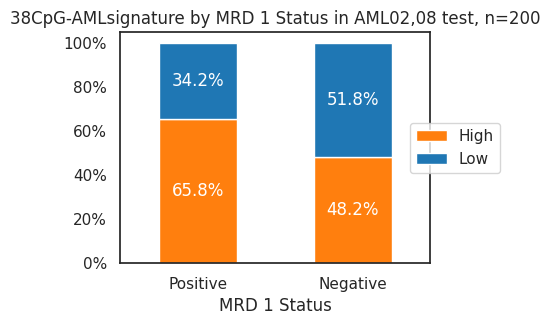 38CpG-AMLsignature by MRD 1 Status in AML02,08 test, n=200
100%
80%
60%
40%
20%
0%
34.2%
65.8%
51.8%
48.2%
High
Low
Positive
Negative
MRD 1 Status